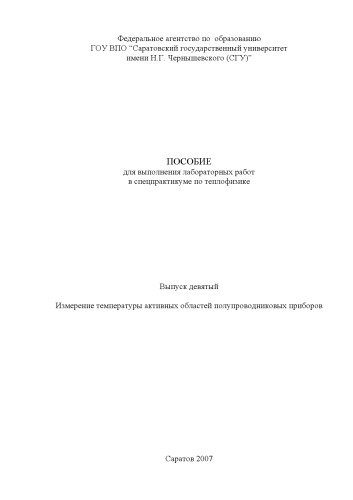 Федеральное агентство по образованию
ГОУ ВПО "Саратовский государственный университет
имени Н.Г. Чернышевского (СГУ)"
ПОСОБИЕ
для выполнения лабораторных работ
в спецпрактикуме по теплофизике
Выпуск девятый
Измерение температуры активных областей полупроводниковых приборов
Саратов 2007